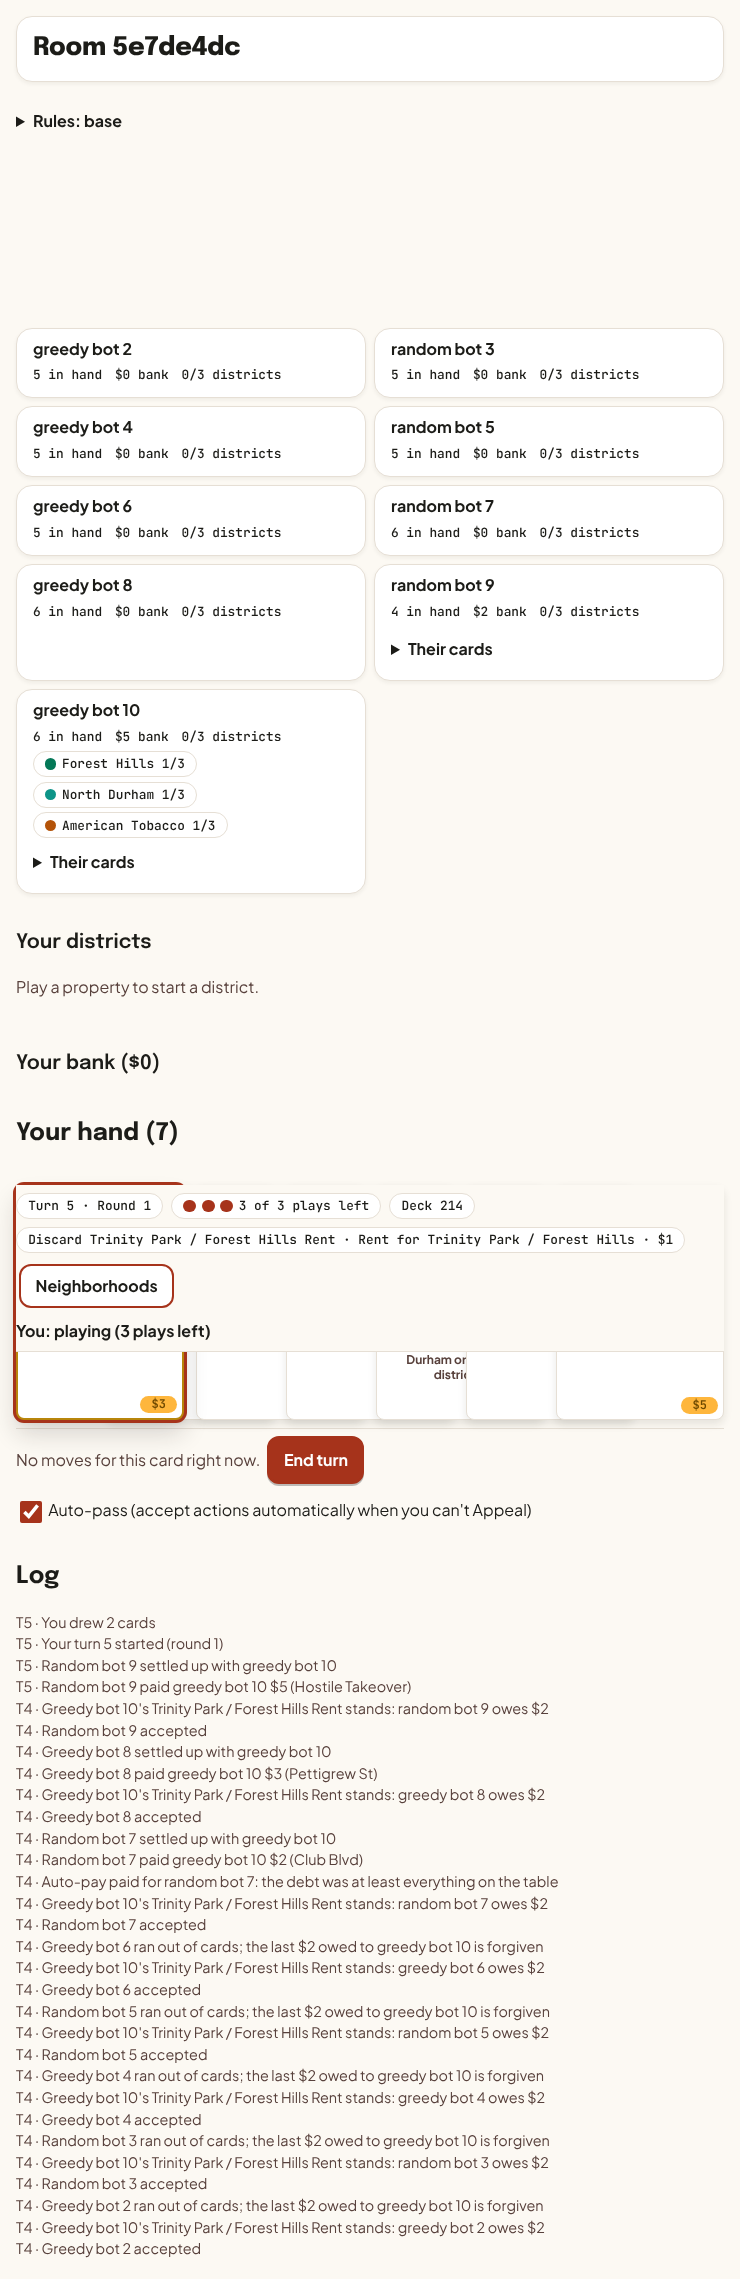 Room 5e7de4dc
Rules: base
greedy bot 2
5 in hand $0 bank 0/3 districts
random bot 3
5 in hand $0 bank 0/3 districts
greedy bot 4
5 in hand $0 bank 0/3 districts
random bot 5
5 in hand $0 bank 0/3 districts
greedy bot 6
5 in hand $0 bank 0/3 districts
random bot 7
6 in hand $0 bank 0/3 districts
greedy bot 8
6 in hand $0 bank 0/3 districts
random bot 9
4 in hand $2 bank 0/3 districts
Their cards
greedy bot 10
6 in hand $5 bank 0/3 districts
Forest Hills 1/3
North Durham 1/3
American Tobacco 1/3
Their cards
Your districts
Play a property to start a district.
Your bank ($0)
Your hand (7)
Turn 5 · Round 1
3 of 3 plays left
Deck 214
Discard Trinity Park / Forest Hills Rent · Rent for Trinity Park / Forest Hills · $1
Neighborhoods
You: playing (3 plays left)
Durham or
distric
$3
$5
No moves for this card right now.
End turn
Auto-pass (accept actions automatically when you can't Appeal)
Log
T5 · You drew 2 cards
T5 · Your turn 5 started (round 1)
T5 · Random bot 9 settled up with greedy bot 10
T5 · Random bot 9 paid greedy bot 10 $5 (Hostile Takeover)
T4 · Greedy bot 10's Trinity Park / Forest Hills Rent stands: random bot 9 owes $2
T4 · Random bot 9 accepted
T4 · Greedy bot 8 settled up with greedy bot 10
T4 · Greedy bot 8 paid greedy bot 10 $3 (Pettigrew St)
T4 · Greedy bot 10's Trinity Park / Forest Hills Rent stands: greedy bot 8 owes $2
T4 · Greedy bot 8 accepted
T4 · Random bot 7 settled up with greedy bot 10
T4 · Random bot 7 paid greedy bot 10 $2 (Club Blvd)
T4 · Auto-pay paid for random bot 7: the debt was at least everything on the table
T4 · Greedy bot 10's Trinity Park / Forest Hills Rent stands: random bot 7 owes $2
T4 · Random bot 7 accepted
T4 · Greedy bot 6 ran out of cards; the last $2 owed to greedy bot 10 is forgiven
T4 · Greedy bot 10's Trinity Park / Forest Hills Rent stands: greedy bot 6 owes $2
T4 · Greedy bot 6 accepted
T4 · Random bot 5 ran out of cards; the last $2 owed to greedy bot 10 is forgiven
T4 · Greedy bot 10's Trinity Park / Forest Hills Rent stands: random bot 5 owes $2
T4 · Random bot 5 accepted
T4 · Greedy bot 4 ran out of cards; the last $2 owed to greedy bot 10 is forgiven
T4 · Greedy bot 10's Trinity Park / Forest Hills Rent stands: greedy bot 4 owes $2
T4 · Greedy bot 4 accepted
T4 · Random bot 3 ran out of cards; the last $2 owed to greedy bot 10 is forgiven
T4 · Greedy bot 10's Trinity Park / Forest Hills Rent stands: random bot 3 owes $2
T4 · Random bot 3 accepted
T4 · Greedy bot 2 ran out of cards; the last $2 owed to greedy bot 10 is forgiven
T4 · Greedy bot 10's Trinity Park / Forest Hills Rent stands: greedy bot 2 owes $2
T4 · Greedy bot 2 accepted